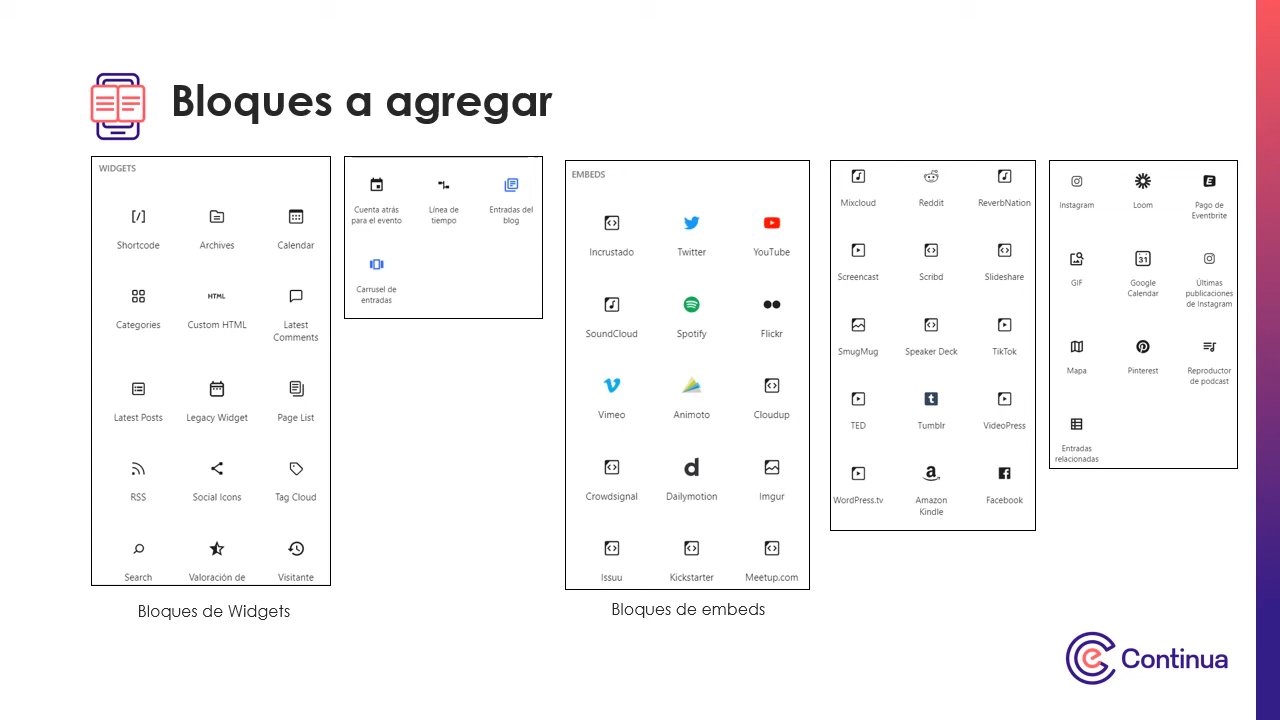 Bloques a agregar
WIDGETS
[/]
Shortcode
Archives
Calendar
Categories
HTML
Custom HTML
Latest
Comments
Latest Posts
Legacy Widget
Page List
RSS
Social Icons
Tag Cloud
Search
Valoración de
Visitante
Cuenta atrás
para el evento
Línea de
tiempo
Entradas del
blog
Carrusel de
entradas
Bloques de Widgets
EMBEDS
Incrustado
Twitter
YouTube
SoundCloud
Spotify
Flickr
Vimeo
Animoto
Cloudup
Crowdsignal
Dailymotion
Imgur
Issuu
Kickstarter
Meetup.com
Mixcloud
Reddit
ReverbNation
Screencast
Scribd
Slideshare
SmugMug
Speaker Deck
TikTok
TED
Tumblr
VideoPress
WordPress.tv
Amazon
Kindle
Facebook
Instagram
Loom
Pago de
Eventbrite
GIF
31
Google
Calendar
Últimas
publicaciones
de Instagram
Mapa
Pinterest
Reproductor
de podcast
Entradas
relacionadas
Bloques de embeds
Continua